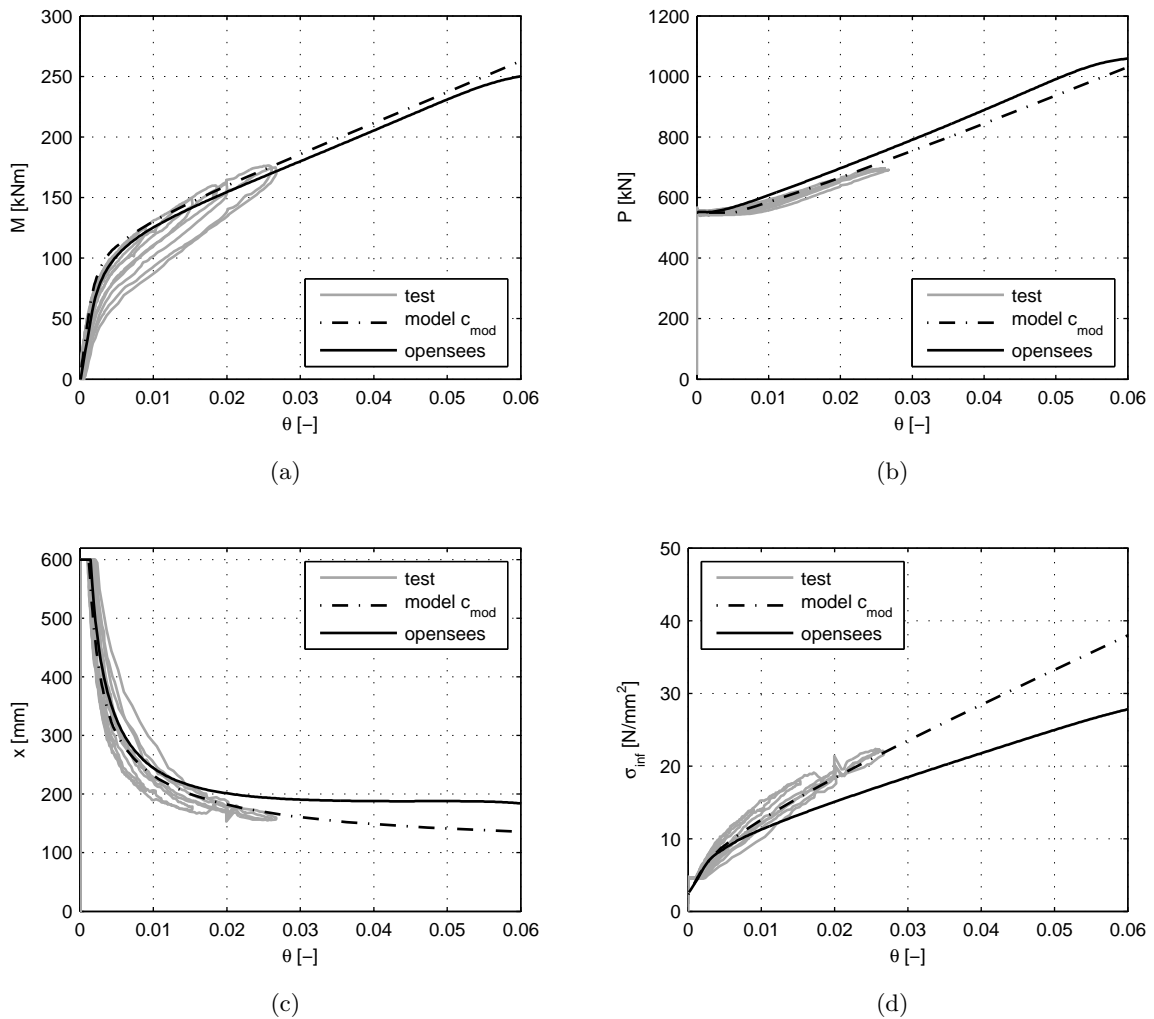 300
250
200
150
100
50
0
M [kNm]
0 0.01 0.02 0.03 0.04 0.05 0.06
θ [−]
test
model c_mod
opensees
(a)
1200
1000
800
600
400
200
0
P [kN]
0 0.01 0.02 0.03 0.04 0.05 0.06
θ [−]
test
model c_mod
opensees
(b)
600
500
400
300
200
100
0
x [mm]
0 0.01 0.02 0.03 0.04 0.05 0.06
θ [−]
test
model c_mod
opensees
(c)
50
40
30
20
10
0
σ_inf [N/mm²]
0 0.01 0.02 0.03 0.04 0.05 0.06
θ [−]
test
model c_mod
opensees
(d)